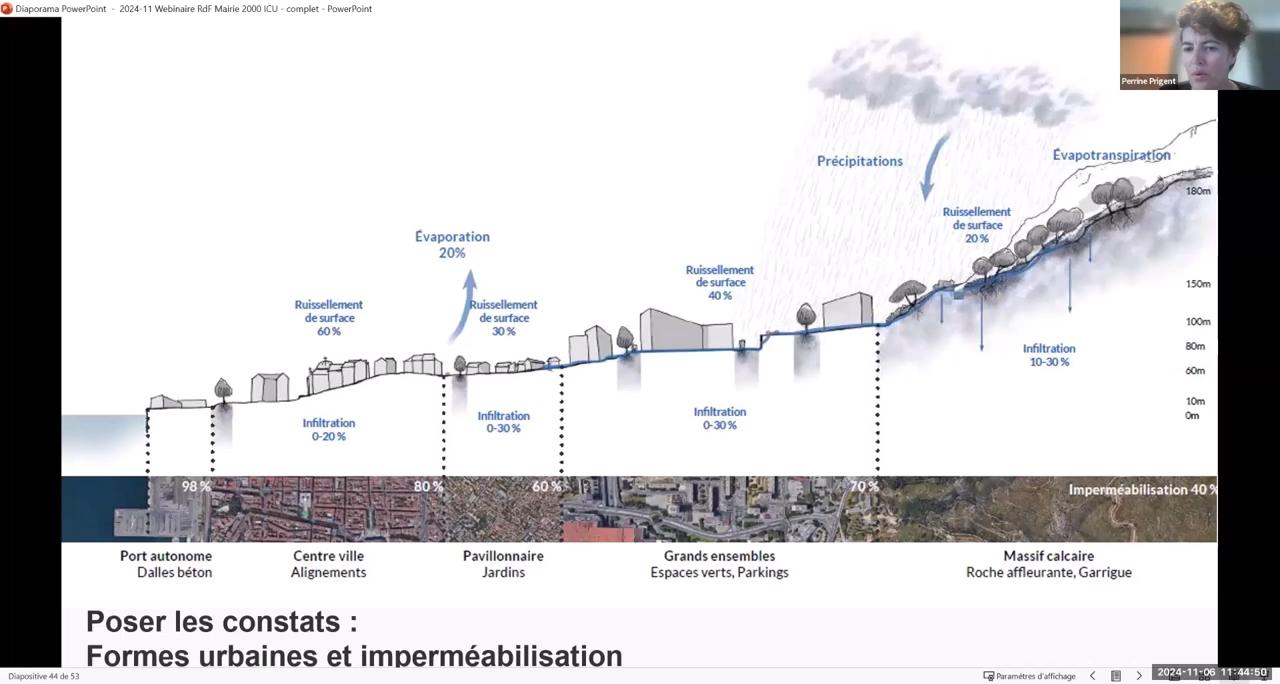 Diaporama PowerPoint - 2024-11 Webinaire RdF Mairie 2000 ICU - complet - PowerPoint
Perrine Prigent
Précipitations
Évapotranspiration
180m
Ruissellement
de surface
20 %
Évaporation
20%
Ruissellement
de surface
40 %
150m
Ruissellement
de surface
60 %
Ruissellement
de surface
30 %
100m
80m
Infiltration
10-30 %
60m
10m
0m
Infiltration
0-20 %
Infiltration
0-30 %
Infiltration
0-30 %
98 %
80 %
60 %
70 %
Imperméabilisation 40 %
Port autonome
Dalles béton
Centre ville
Alignements
Pavillonnaire
Jardins
Grands ensembles
Espaces verts, Parkings
Massif calcaire
Roche affleurante, Garrigue
Poser les constats :
Formes urbaines et imperméabilisation
Diapositive 44 de 53
Paramètres d'affichage
2024-11-06 11:44:50